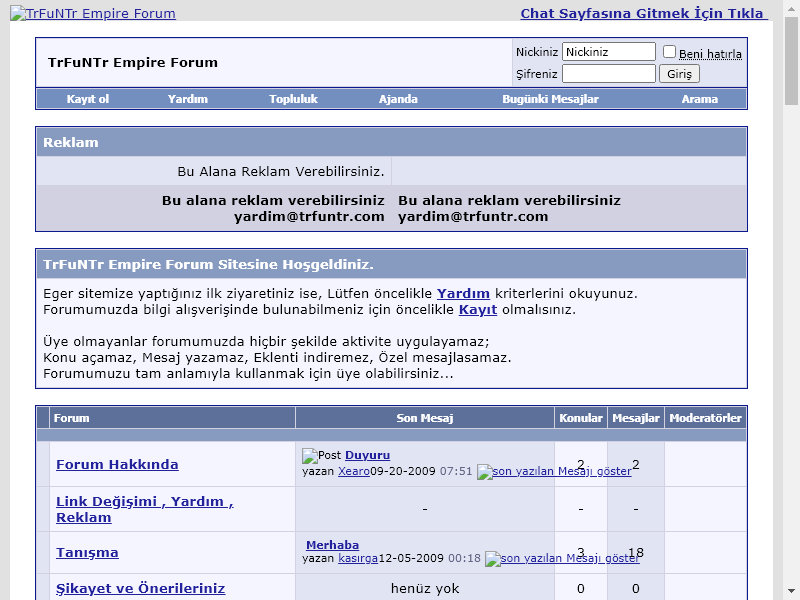 TrFuNTr Empire Forum
Chat Sayfasına Gitmek İçin Tıkla
TrFuNTr Empire Forum
Nickiniz Nickiniz Beni hatırla
Şifreniz Giriş
Kayıt ol Yardım Topluluk Ajanda Bugünki Mesajlar Arama
Reklam
Bu Alana Reklam Verebilirsiniz.
Bu alana reklam verebilirsiniz Bu alana reklam verebilirsiniz
yardim@trfuntr.com yardim@trfuntr.com
TrFuNTr Empire Forum Sitesine Hoşgeldiniz.
Eger sitemize yaptığınız ilk ziyaretiniz ise, Lütfen öncelikle Yardım kriterlerini okuyunuz.
Forumumuzda bilgi alışverişinde bulunabilmeniz için öncelikle Kayıt olmalısınız.
Üye olmayanlar forumumuzda hiçbir şekilde aktivite uygulayamaz;
Konu açamaz, Mesaj yazamaz, Eklenti indiremez, Özel mesajlasamaz.
Forumumuzu tam anlamıyla kullanmak için üye olabilirsiniz...
Forum Son Mesaj Konular Mesajlar Moderatörler
Post Duyuru
Forum Hakkında 2 2
yazan Xearo 09-20-2009 07:51 son yazılan Mesajı göster
Link Değişimi , Yardım ,
Reklam - - -
Merhaba
Tanışma 3 18
yazan kasırga 12-05-2009 00:18 son yazılan Mesajı göster
Şikayet ve Önerileriniz henüz yok 0 0